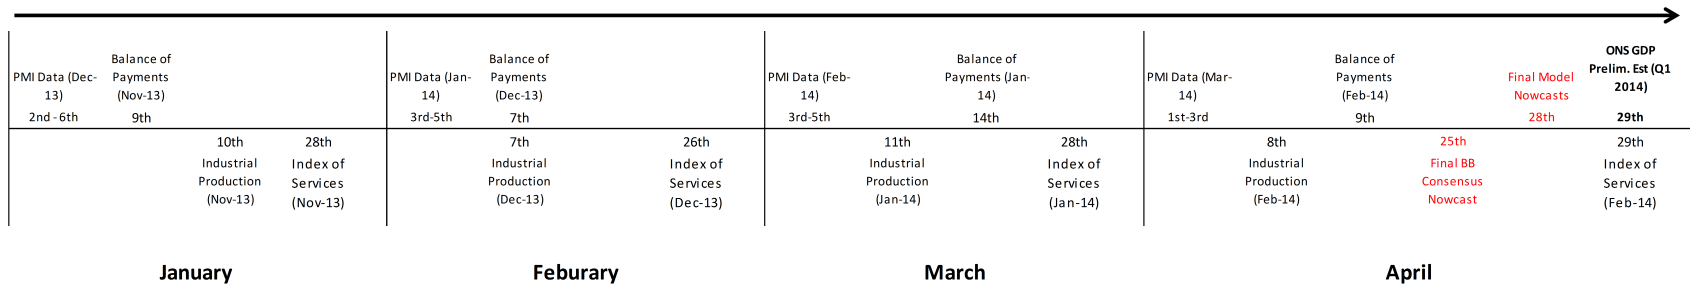 PMI Data (Dec-
13)
2nd - 6th
Balance of
Payments
(Nov-13)
9th
10th
Industrial
Production
(Nov-13)
28th
Index of
Services
(Nov-13)
January
PMI Data (Jan-
14)
3rd-5th
Balance of
Payments
(Dec-13)
7th
7th
Industrial
Production
(Dec-13)
26th
Index of
Services
(Dec-13)
Feburary
PMI Data (Feb-
14)
3rd-5th
Balance of
Payments (Jan-
14)
14th
11th
Industrial
Production
(Jan-14)
28th
Index of
Services
(Jan-14)
March
PMI Data (Mar-
14)
1st-3rd
Balance of
Payments
(Feb-14)
9th
Final Model
Nowcasts
28th
ONS GDP
Prelim. Est (Q1
2014)
29th
8th
Industrial
Production
(Feb-14)
25th
Final BB
Consensus
Nowcast
29th
Index of
Services
(Feb-14)
April